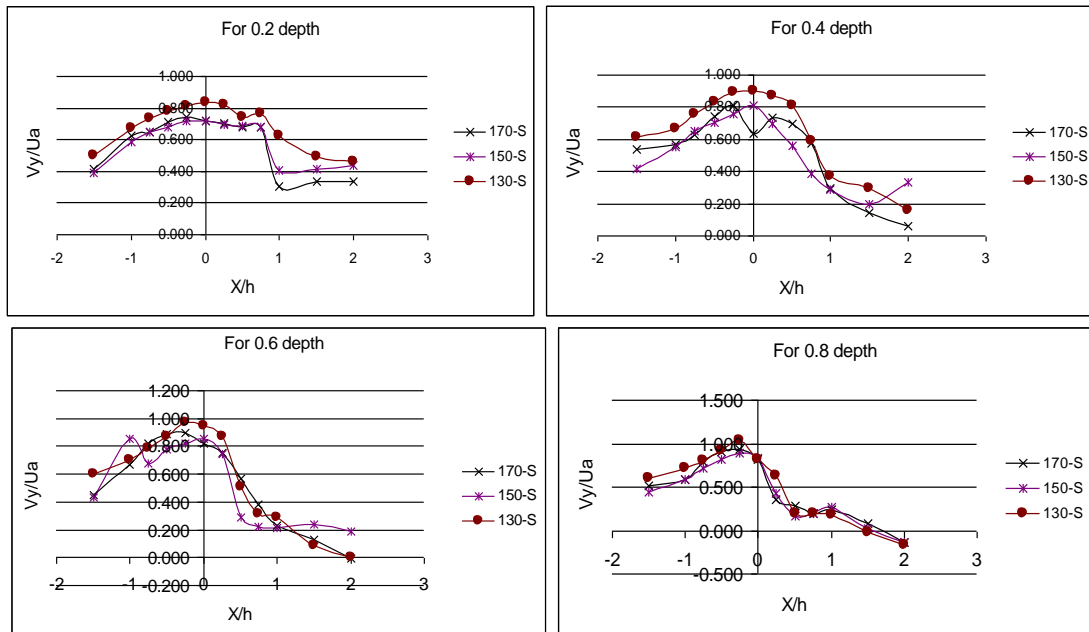 For 0.2 depth
1.000
0.800
0.600
0.400
0.200
0.000
-2 -1 0 1 2 3
X/h
Vy/Ua
170-S
150-S
130-S
For 0.4 depth
1.000
0.800
0.600
0.400
0.200
0.000
-2 -1 0 1 2 3
X/h
Vy/Ua
170-S
150-S
130-S
For 0.6 depth
1.200
1.000
0.800
0.600
0.400
0.200
0.000
-0.200
-2 -1 0 1 2 3
X/h
Vy/Ua
170-S
150-S
130-S
For 0.8 depth
1.500
1.000
0.500
0.000
-0.500
-2 -1 0 1 2 3
X/h
Vy/Ua
170-S
150-S
130-S